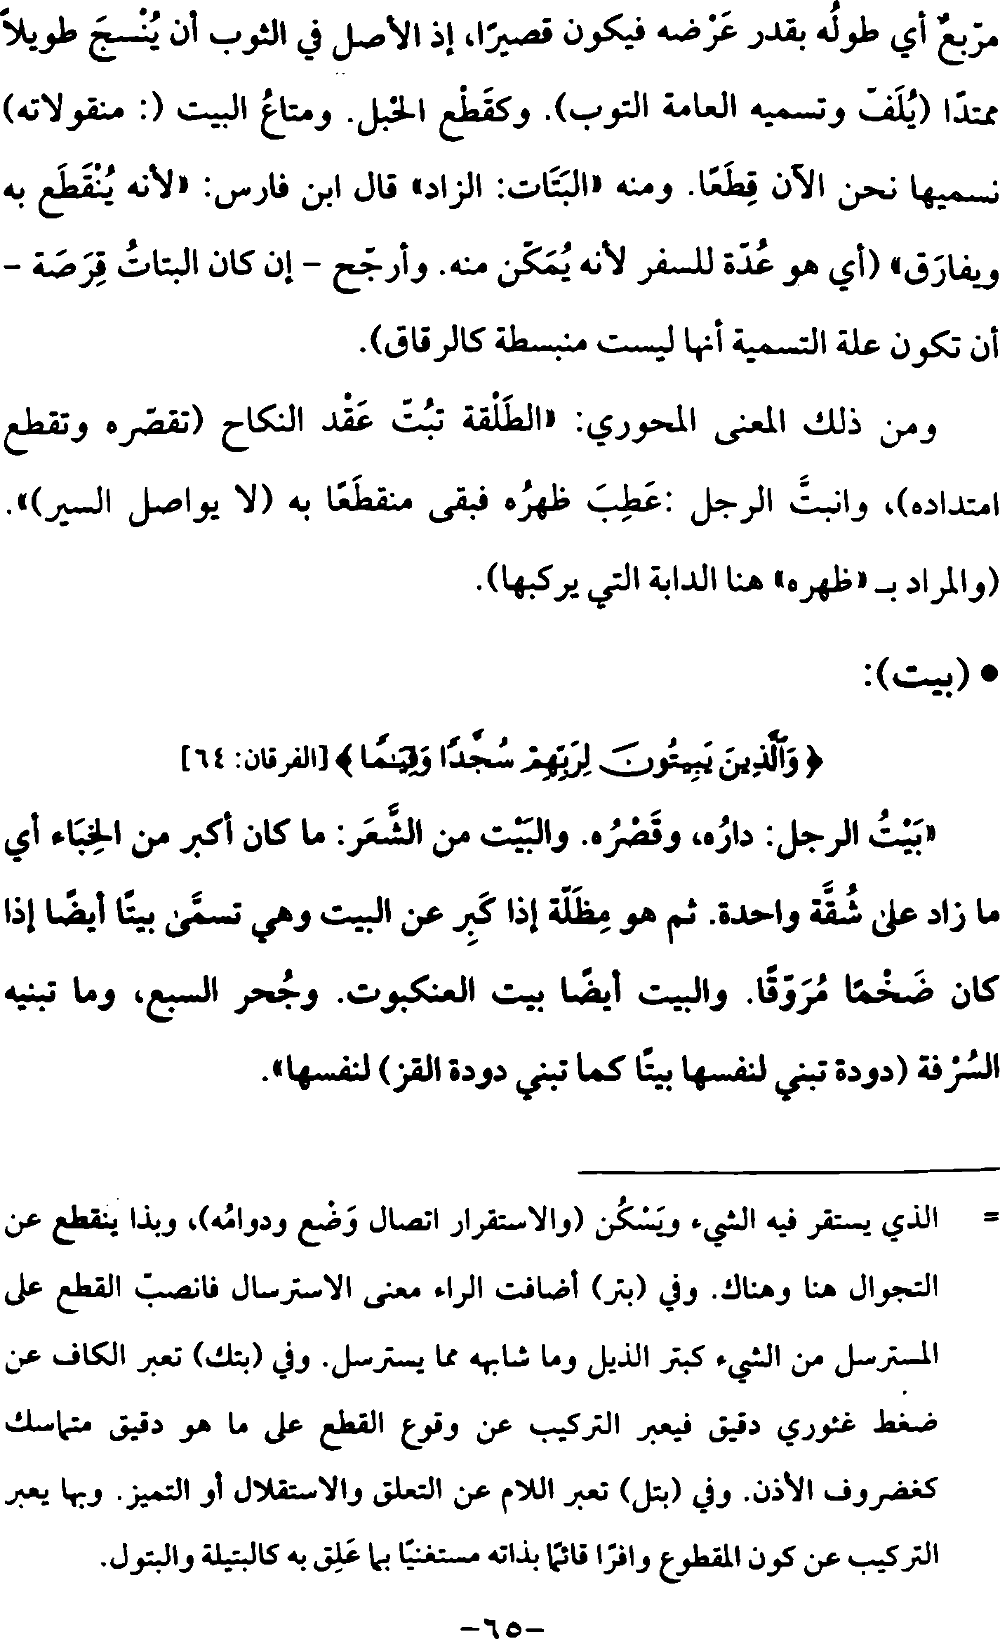 مربّعٌ أي طولُه بقدر عَرْضه فيكون قصيرًا، إذ الأصل في الثوب أن يُنْسجَ طويلاً
ممتدًا (يُلَفّ وتسميه العامة التوب). وكقَطْع الحْبل. ومتاعُ البيت (: منقولاته)
نسميها نحن الآن قِطَعًا. ومنه «البَتَات: الزاد» قال ابن فارس: «لأنه يُنْقَطَع به
ويفارَق» (أي هو عُدّة للسفر لأنه يُمَكّن منه. وأرجّح – إن كان البتاتُ قِرَصَة –
أن تكون علة التسمية أنها ليست منبسطة كالرقاق).
ومن ذلك المعنى المحوري: «الطَلْقة تبُتّ عَقْد النكاح (تقصّره وتقطع
امتداده)، وانبتَّ الرجل :عَطِبَ ظهرُه فبقى منقطَعًا به (لا يواصل السير)».
(والمراد بـ «ظهره» هنا الدابة التي يركبها).
● (بيت):
﴿وَالَّذِينَ يَبِيتُونَ لِرَبِّهِمْ سُجَّدًا وَقِيَٰمًا﴾ [الفرقان: ٦٤]
«بَيْتُ الرجل: دارُه، وقَصْرُه. والبَيْت من الشَّعَر: ما كان أكبر من الخِبَاء أي
ما زاد على شُقَّة واحدة. ثم هو مِظَلّة إذا كَبِر عن البيت وهي تسمَّىٰ بيتًا أيضًا إذا
كان ضَخْمًا مُرَوّقًا. والبيت أيضًا بيت العنكبوت. وجُحر السبع، وما تبنيه
السُرْفة (دودة تبني لنفسها بيتًا كما تبني دودة القز) لنفسها».
= الذي يستقر فيه الشيء ويَسْكُن (والاستقرار اتصال وَضْع ودوامُه)، وبذا ينقطع عن
التجوال هنا وهناك. وفي (بتر) أضافت الراء معنى الاسترسال فانصبّ القطع على
المسترسل من الشيء كبتر الذيل وما شابهه مما يسترسل. وفي (بتك) تعبر الكاف عن
ضغط غئوري دقيق فيعبر التركيب عن وقوع القطع على ما هو دقيق متماسك
كغضروف الأذن. وفي (بتل) تعبر اللام عن التعلق والاستقلال أو التميز. وبها يعبر
التركيب عن كون المقطوع وافرًا قائمًا بذاته مستغنيًا بما عَلِق به كالبتيلة والبتول.
-٦٥-